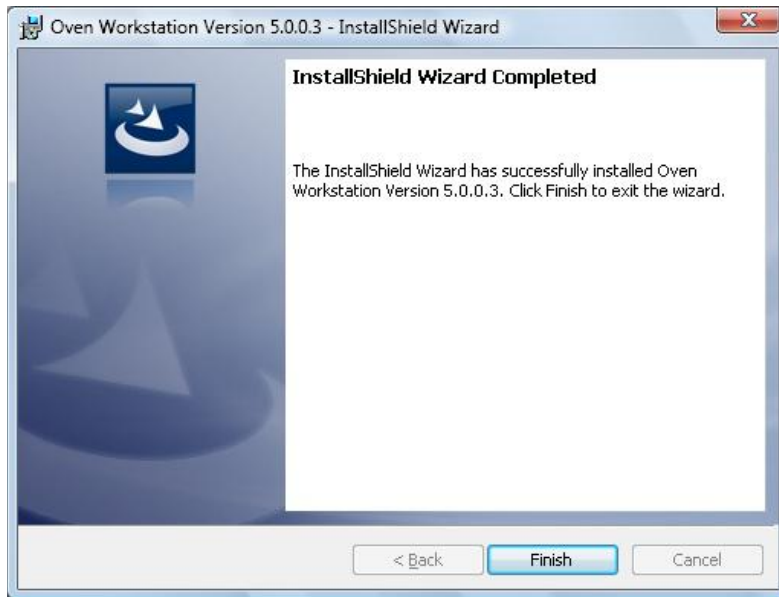 Oven Workstation Version 5.0.0.3 - InstallShield Wizard
InstallShield Wizard Completed
The InstallShield Wizard has successfully installed Oven
Workstation Version 5.0.0.3. Click Finish to exit the wizard.
< Back Finish Cancel